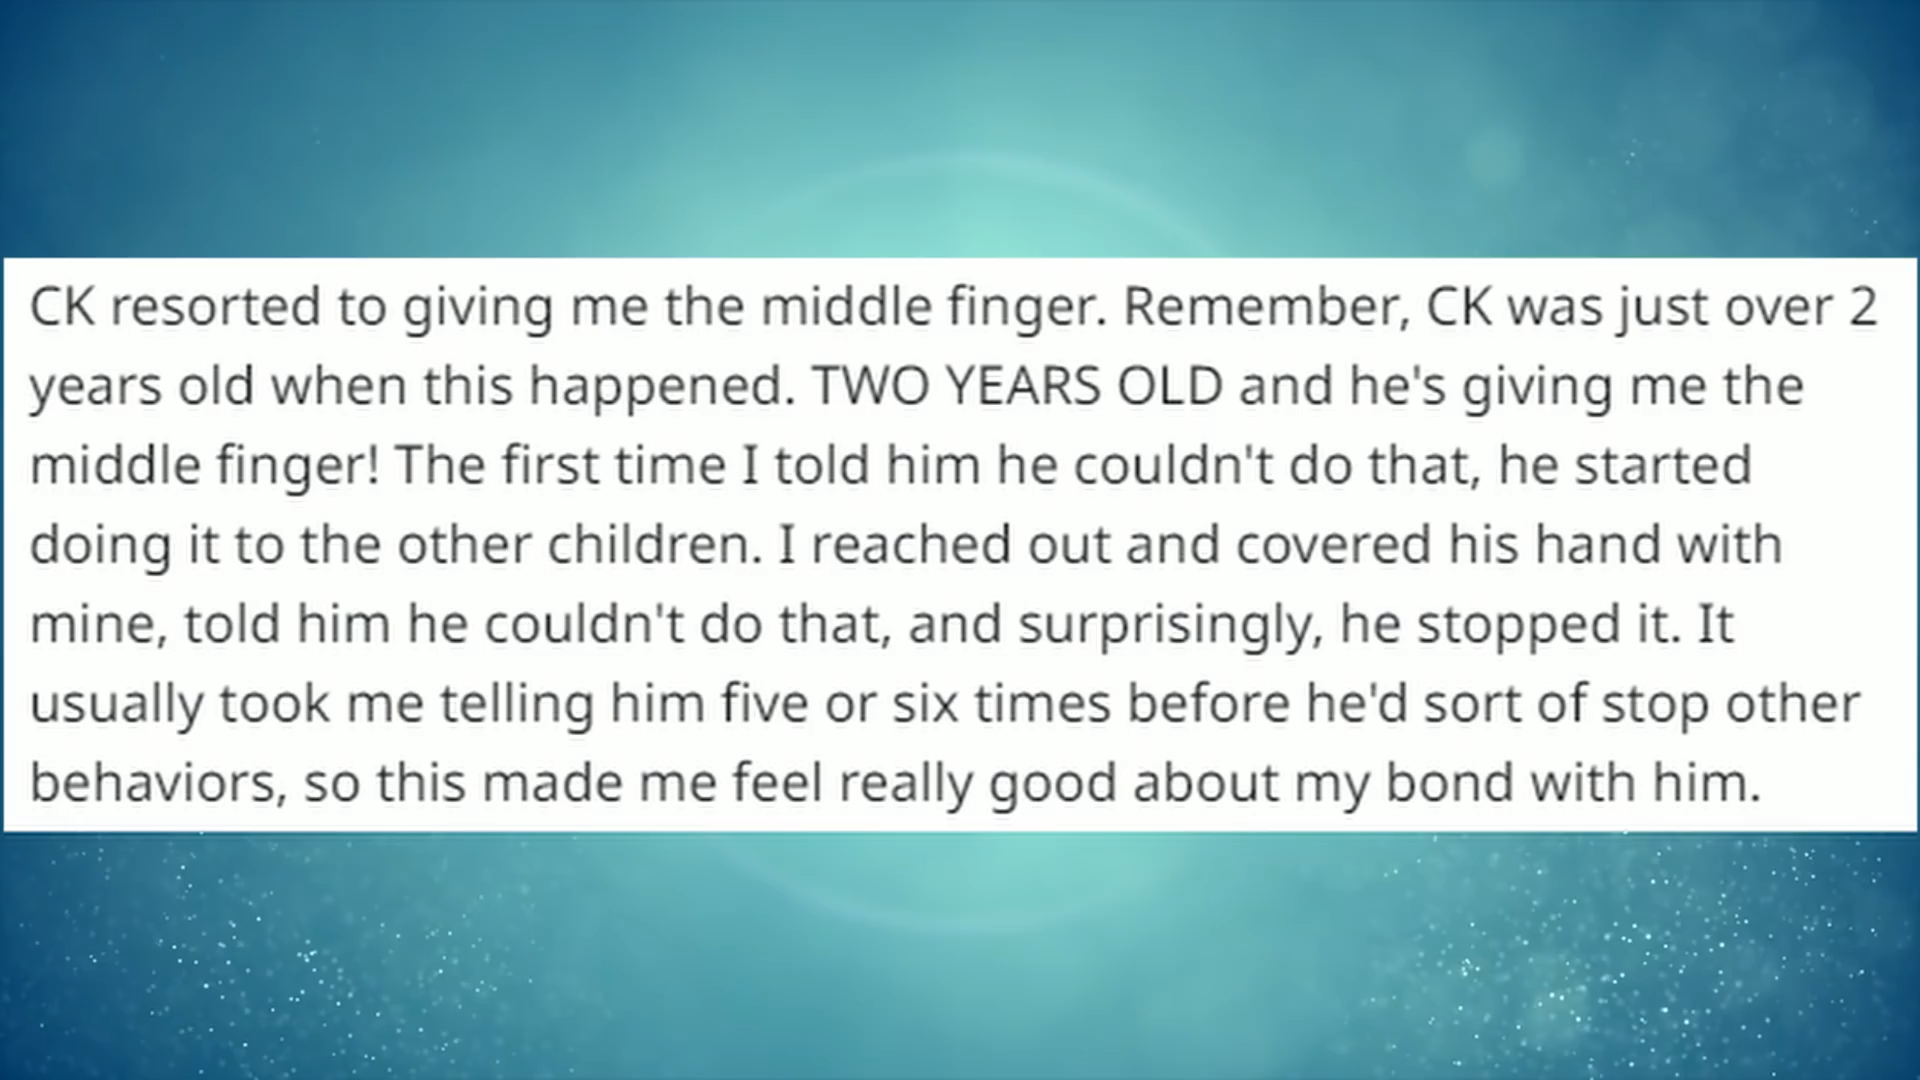 CK resorted to giving me the middle finger. Remember, CK was just over 2
years old when this happened. TWO YEARS OLD and he's giving me the
middle finger! The first time I told him he couldn't do that, he started
doing it to the other children. I reached out and covered his hand with
mine, told him he couldn't do that, and surprisingly, he stopped it. It
usually took me telling him five or six times before he'd sort of stop other
behaviors, so this made me feel really good about my bond with him.